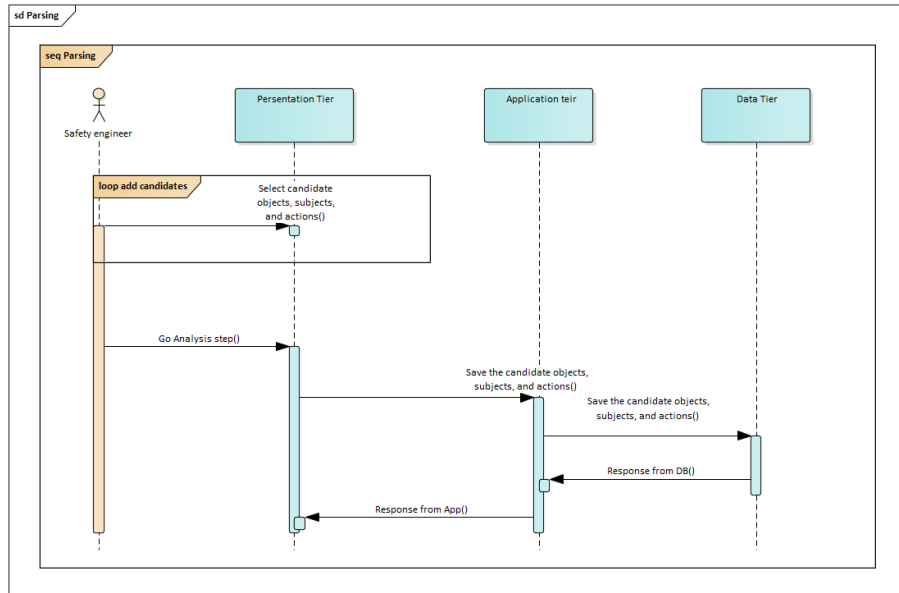 sd Parsing
seq Parsing
Persentation Tier
Application teir
Data Tier
Safety engineer
loop add candidates
Select candidate
objects, subjects,
and actions()
Go Analysis step()
Save the candidate objects,
subjects, and actions()
Save the candidate objects,
subjects, and actions()
Response from DB()
Response from App()